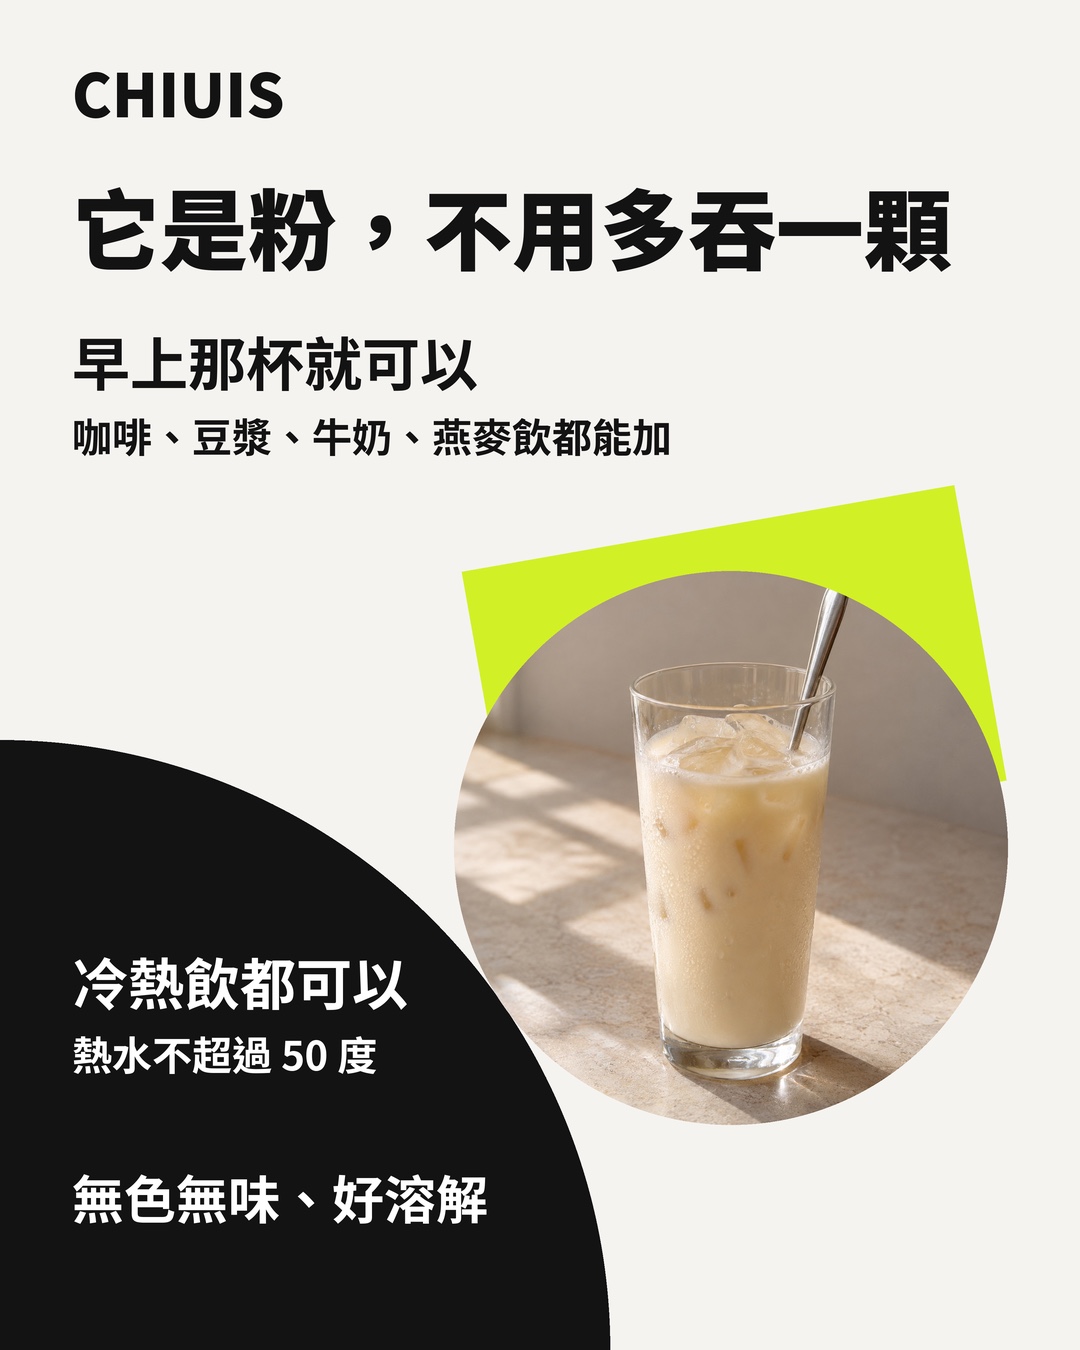 CHIUIS
它是粉，不用多吞一顆
早上那杯就可以
咖啡、豆漿、牛奶、燕麥飲都能加
冷熱飲都可以
熱水不超過 50 度
無色無味、好溶解